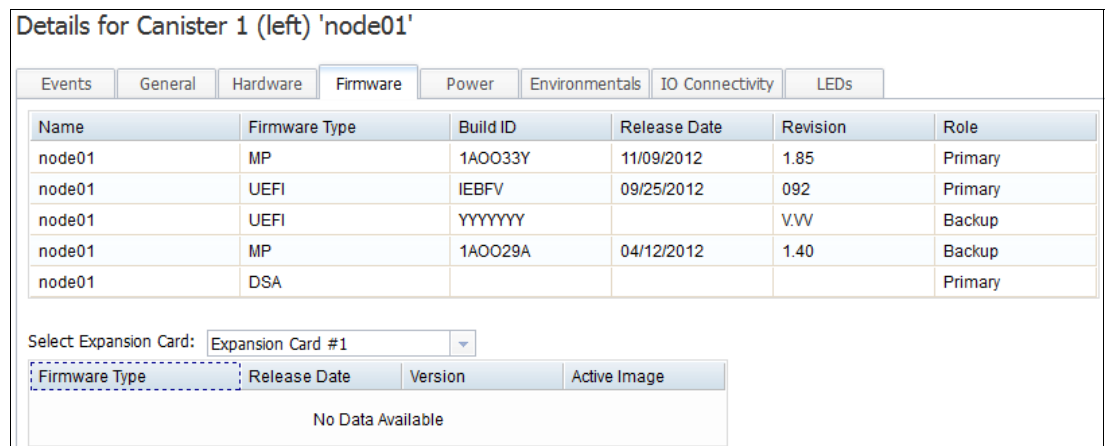 Details for Canister 1 (left) 'node01'
Events General Hardware Firmware Power Environmentals IO Connectivity LEDs
Name Firmware Type Build ID Release Date Revision Role
node01 MP 1AOO33Y 11/09/2012 1.85 Primary
node01 UEFI IEBFV 09/25/2012 092 Primary
node01 UEFI YYYYYYY V.VV Backup
node01 MP 1AOO29A 04/12/2012 1.40 Backup
node01 DSA Primary
Select Expansion Card: Expansion Card #1
Firmware Type Release Date Version Active Image
No Data Available